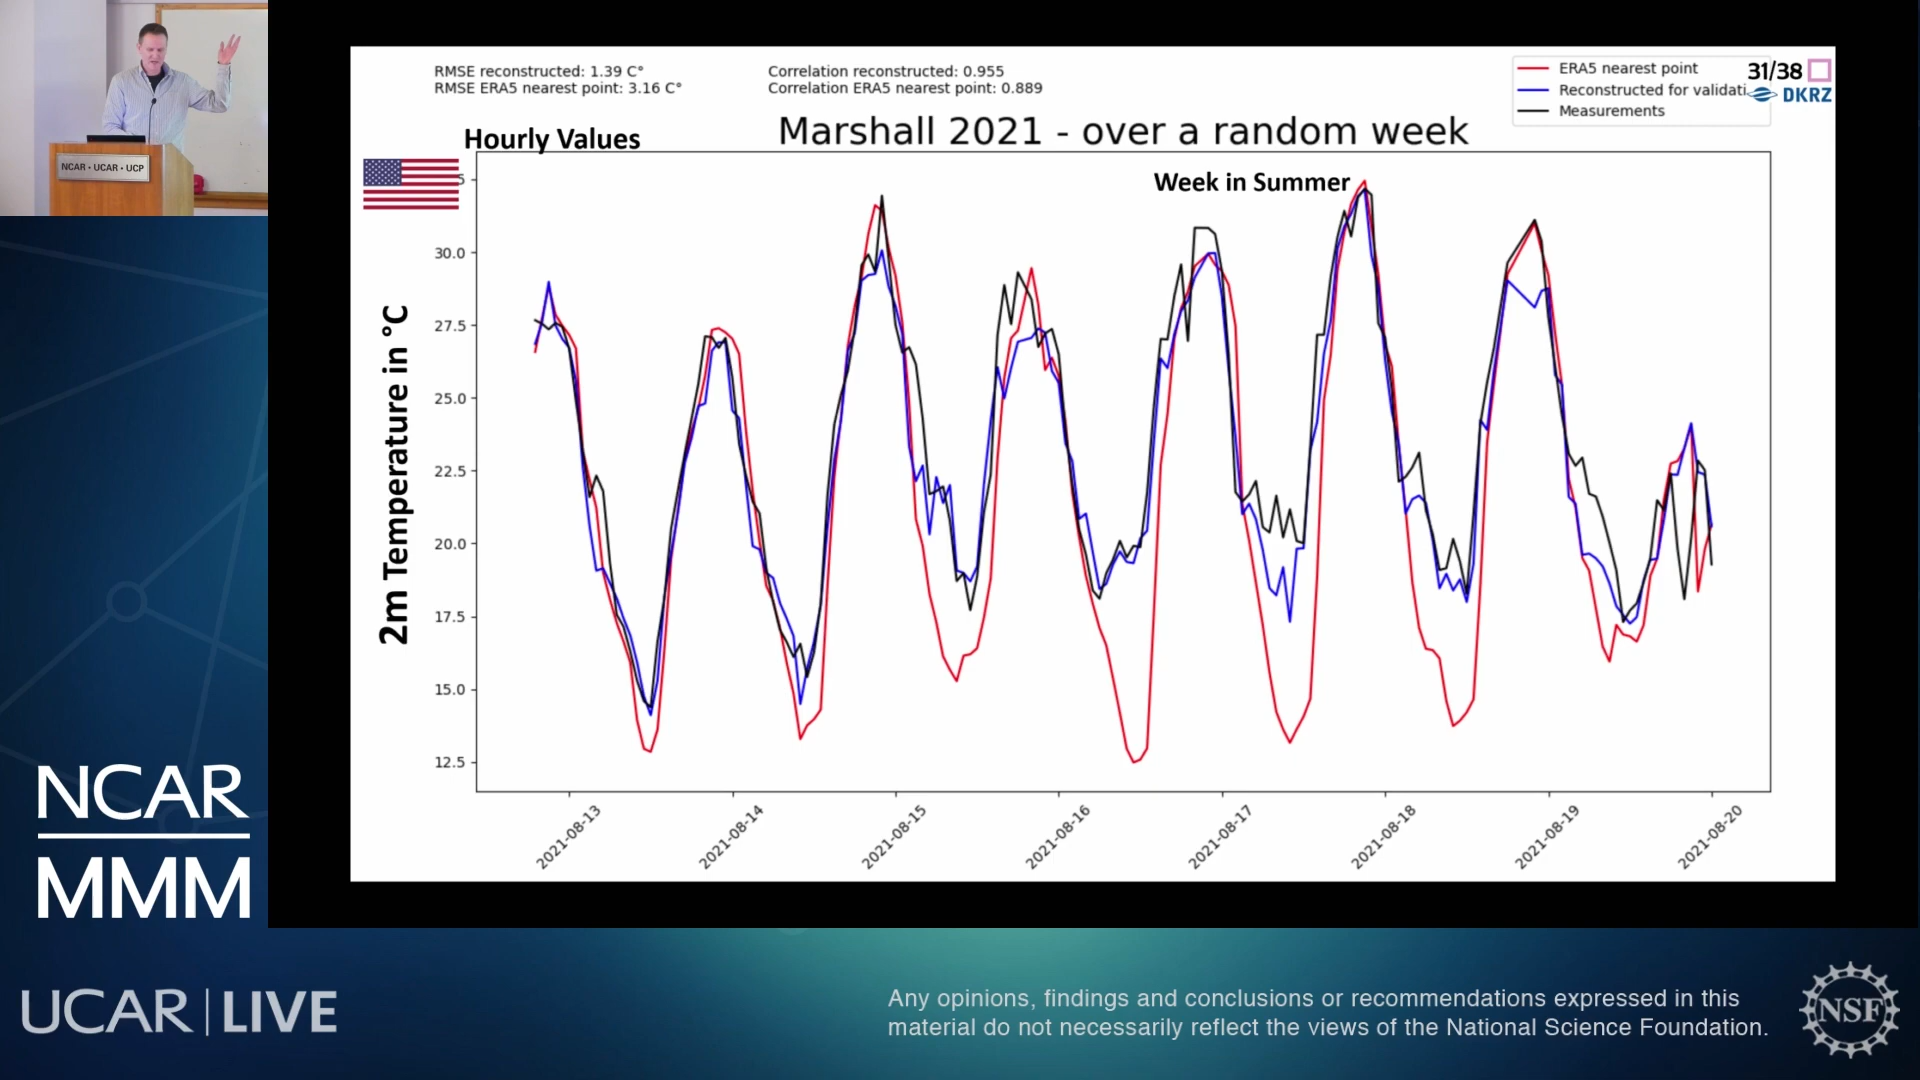 NCAR · UCAR · UCP
RMSE reconstructed: 1.39 C°
RMSE ERA5 nearest point: 3.16 C°
Correlation reconstructed: 0.955
Correlation ERA5 nearest point: 0.889
ERA5 nearest point
Reconstructed for validati
Measurements
31/38
DKRZ
Hourly Values
Marshall 2021 - over a random week
Week in Summer
2m Temperature in °C
5
30.0
27.5
25.0
22.5
20.0
17.5
15.0
12.5
2021-08-13
2021-08-14
2021-08-15
2021-08-16
2021-08-17
2021-08-18
2021-08-19
2021-08-20
NCAR
MMM
UCAR | LIVE
Any opinions, findings and conclusions or recommendations expressed in this
material do not necessarily reflect the views of the National Science Foundation.
NSF